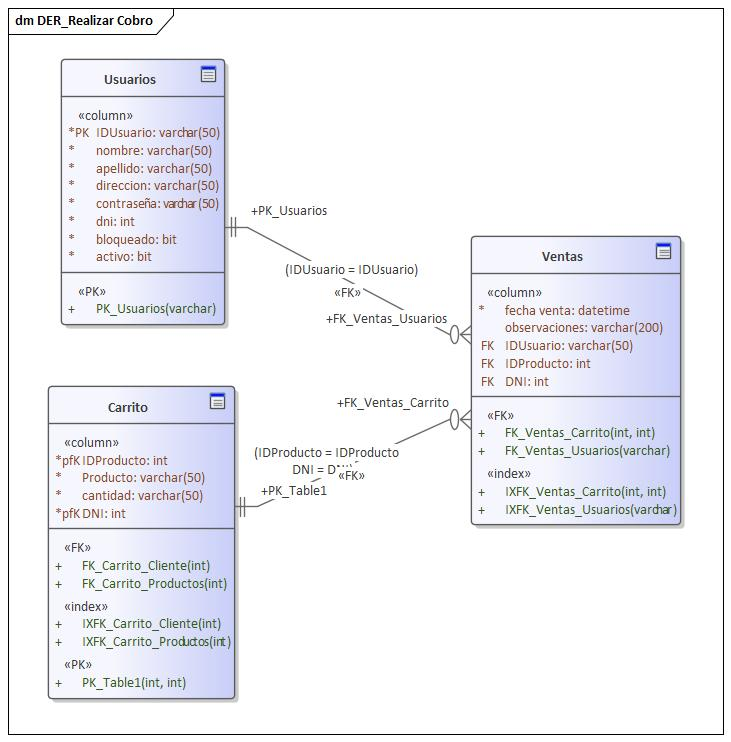 dm DER_Realizar Cobro
Usuarios
«column»
*PK IDUsuario: varchar(50)
* nombre: varchar(50)
* apellido: varchar(50)
* direccion: varchar(50)
* contraseña: varchar(50)
* dni: int
* bloqueado: bit
* activo: bit
«PK»
+ PK_Usuarios(varchar)
+PK_Usuarios
(IDUsuario = IDUsuario)
«FK»
+FK_Ventas_Usuarios
Ventas
«column»
* fecha venta: datetime
observaciones: varchar(200)
FK IDUsuario: varchar(50)
FK IDProducto: int
FK DNI: int
«FK»
+ FK_Ventas_Carrito(int, int)
+ FK_Ventas_Usuarios(varchar)
«index»
+ IXFK_Ventas_Carrito(int, int)
+ IXFK_Ventas_Usuarios(varchar)
+FK_Ventas_Carrito
(IDProducto = IDProducto
DNI =
«FK»
+PK_Table1
Carrito
«column»
*pfK IDProducto: int
* Producto: varchar(50)
* cantidad: varchar(50)
*pfK DNI: int
«FK»
+ FK_Carrito_Cliente(int)
+ FK_Carrito_Productos(int)
«index»
+ IXFK_Carrito_Cliente(int)
+ IXFK_Carrito_Productos(int)
«PK»
+ PK_Table1(int, int)